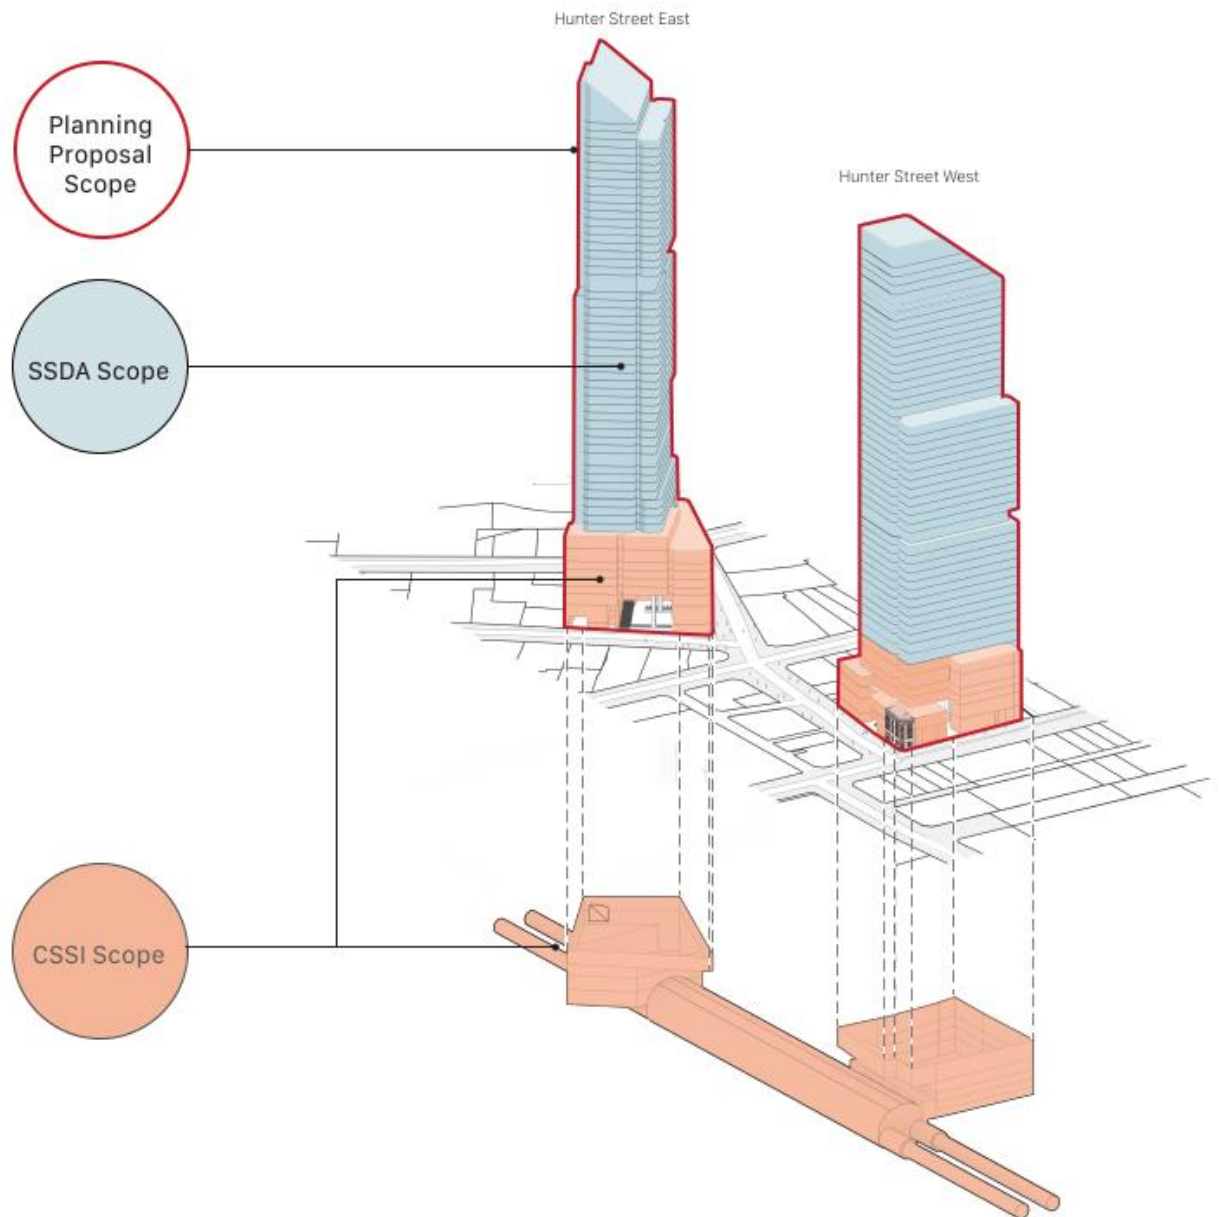 Hunter Street East
Planning
Proposal
Scope
Hunter Street West
SSDA Scope
CSSI Scope